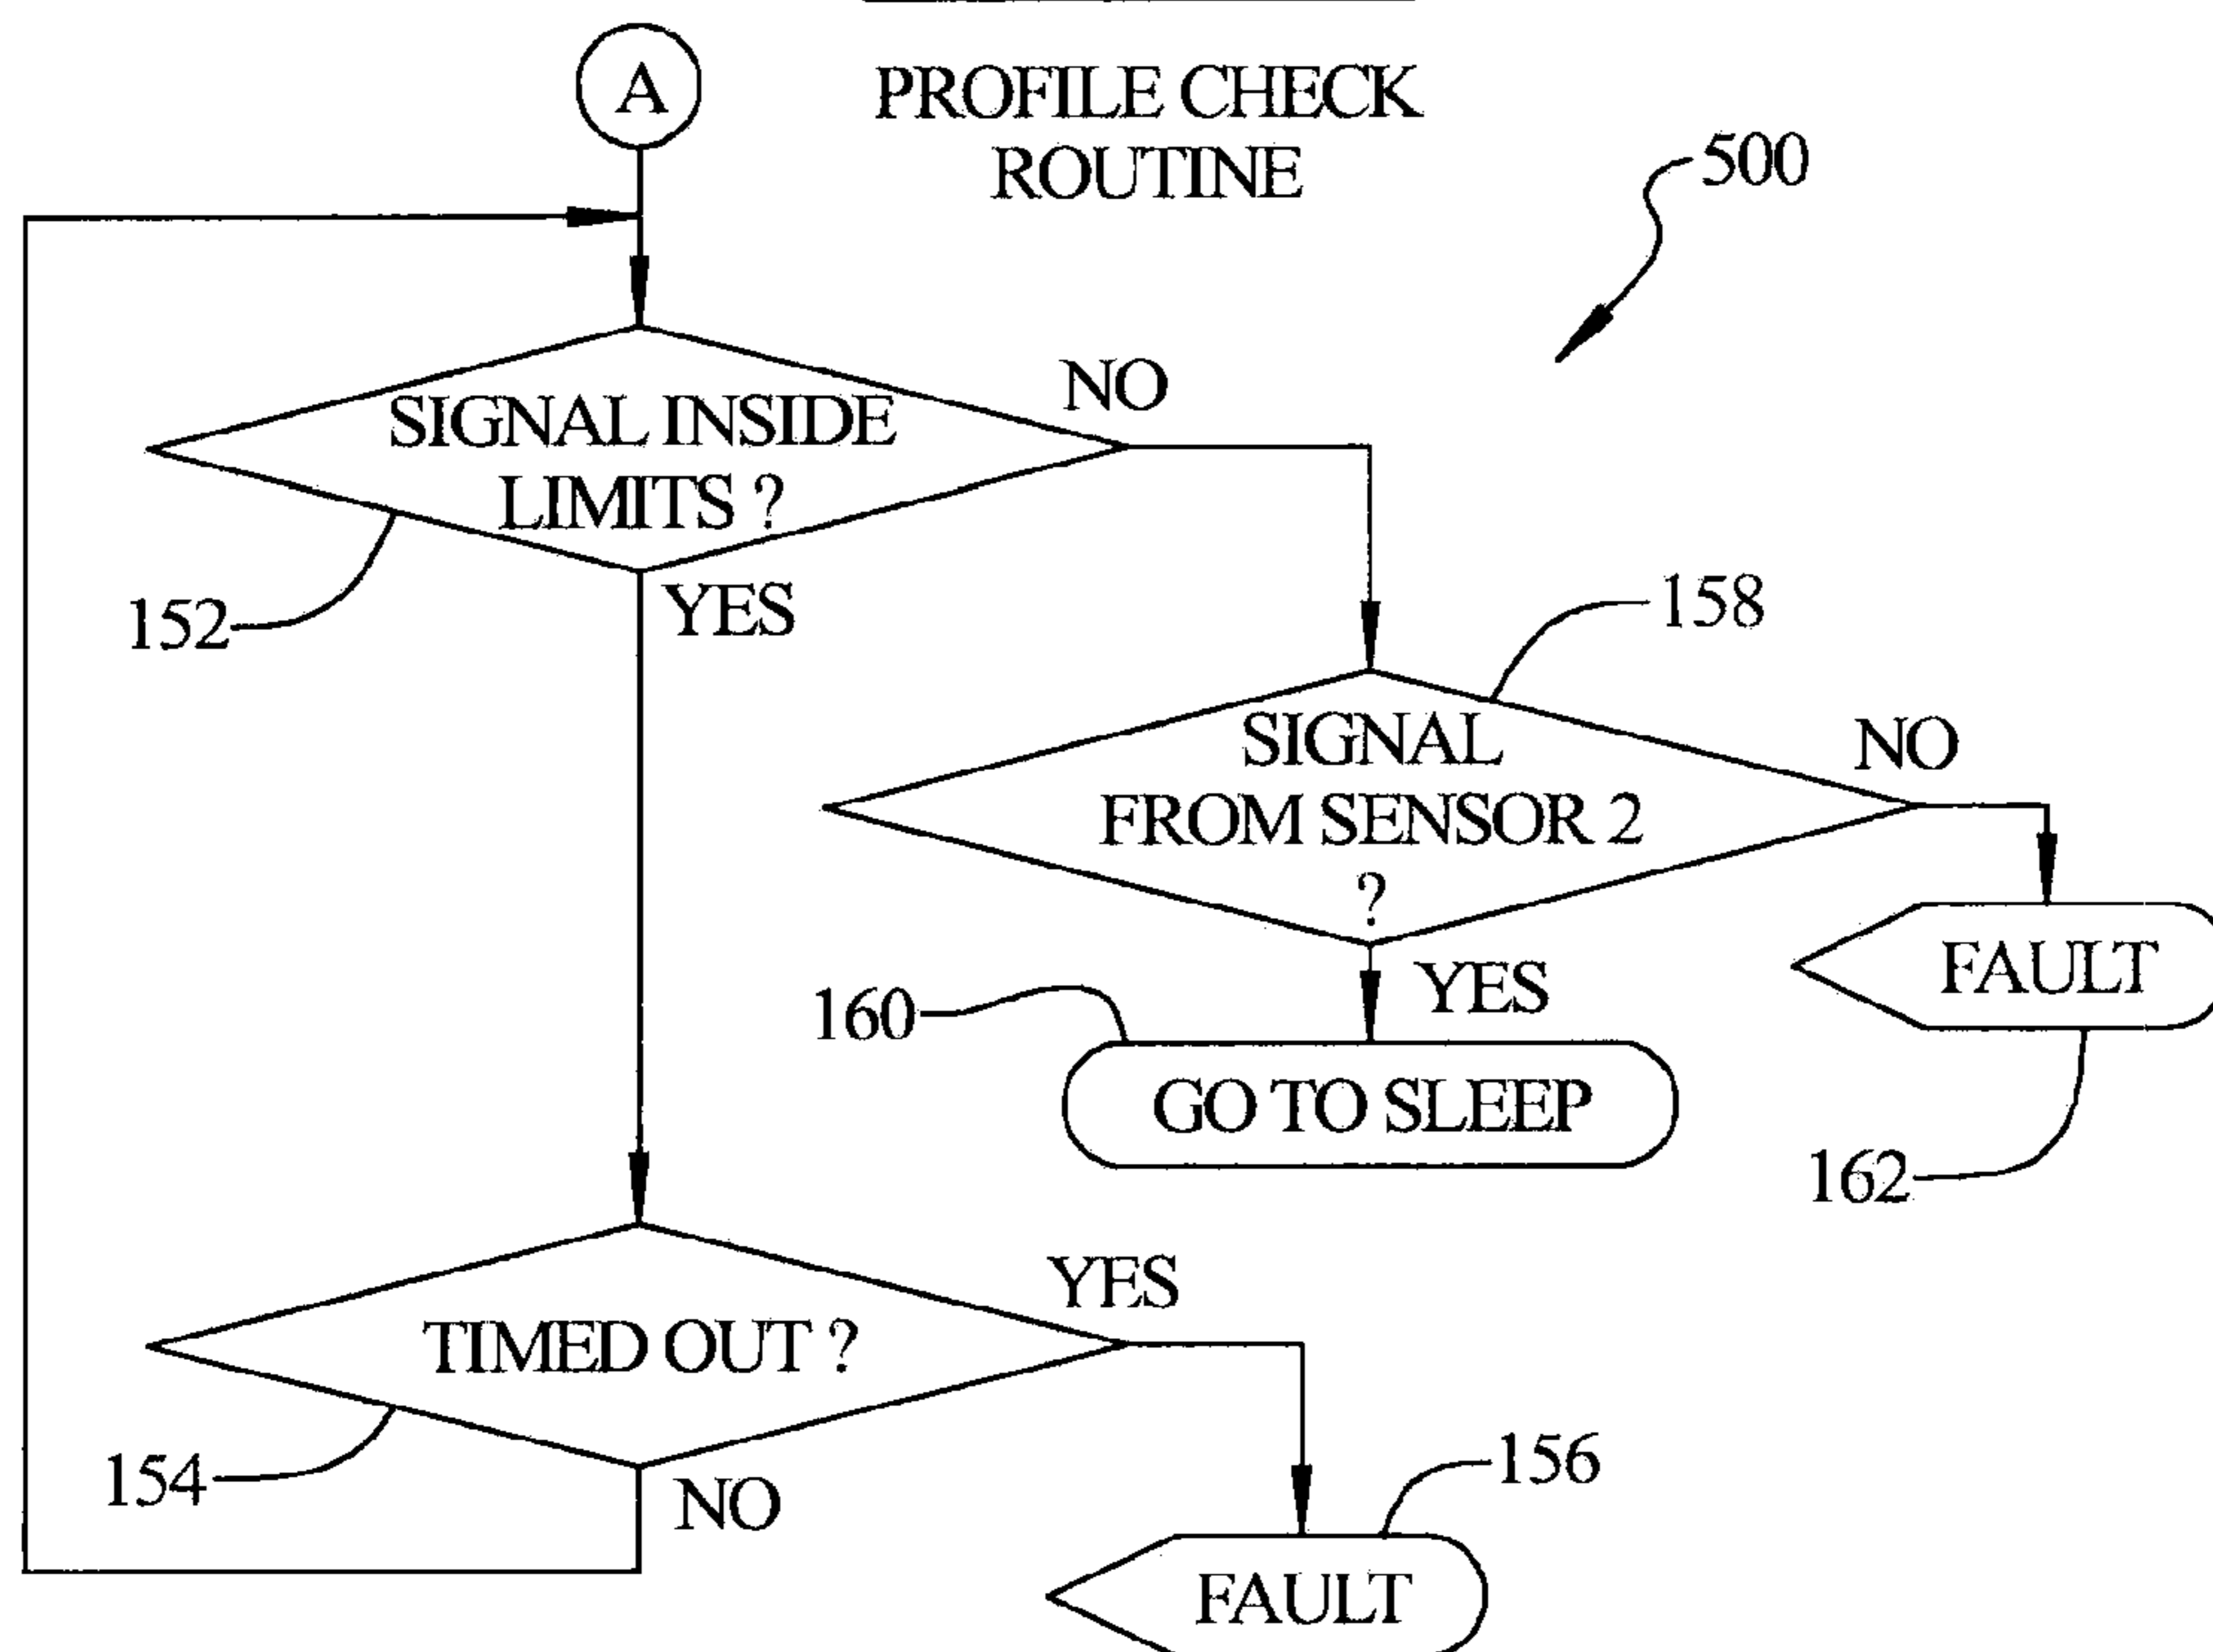 A
PROFILE CHECK
ROUTINE
500
SIGNAL INSIDE
LIMITS ?
NO
152
YES
158
SIGNAL
FROM SENSOR 2
?
NO
YES
FAULT
160
GO TO SLEEP
162
TIMED OUT ?
YES
154
NO
156
FAULT